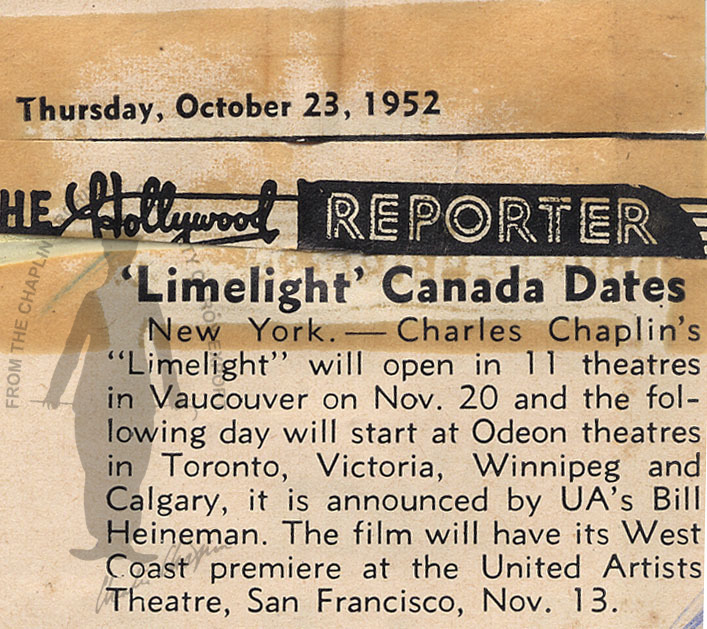 Thursday, October 23, 1952
THE Hollywood REPORTER
'Limelight' Canada Dates
New York. — Charles Chaplin's
"Limelight" will open in 11 theatres
in Vaucouver on Nov. 20 and the fol-
lowing day will start at Odeon theatres
in Toronto, Victoria, Winnipeg and
Calgary, it is announced by UA's Bill
Heineman. The film will have its West
Coast premiere at the United Artists
Theatre, San Francisco, Nov. 13.
FROM THE CHAPLIN